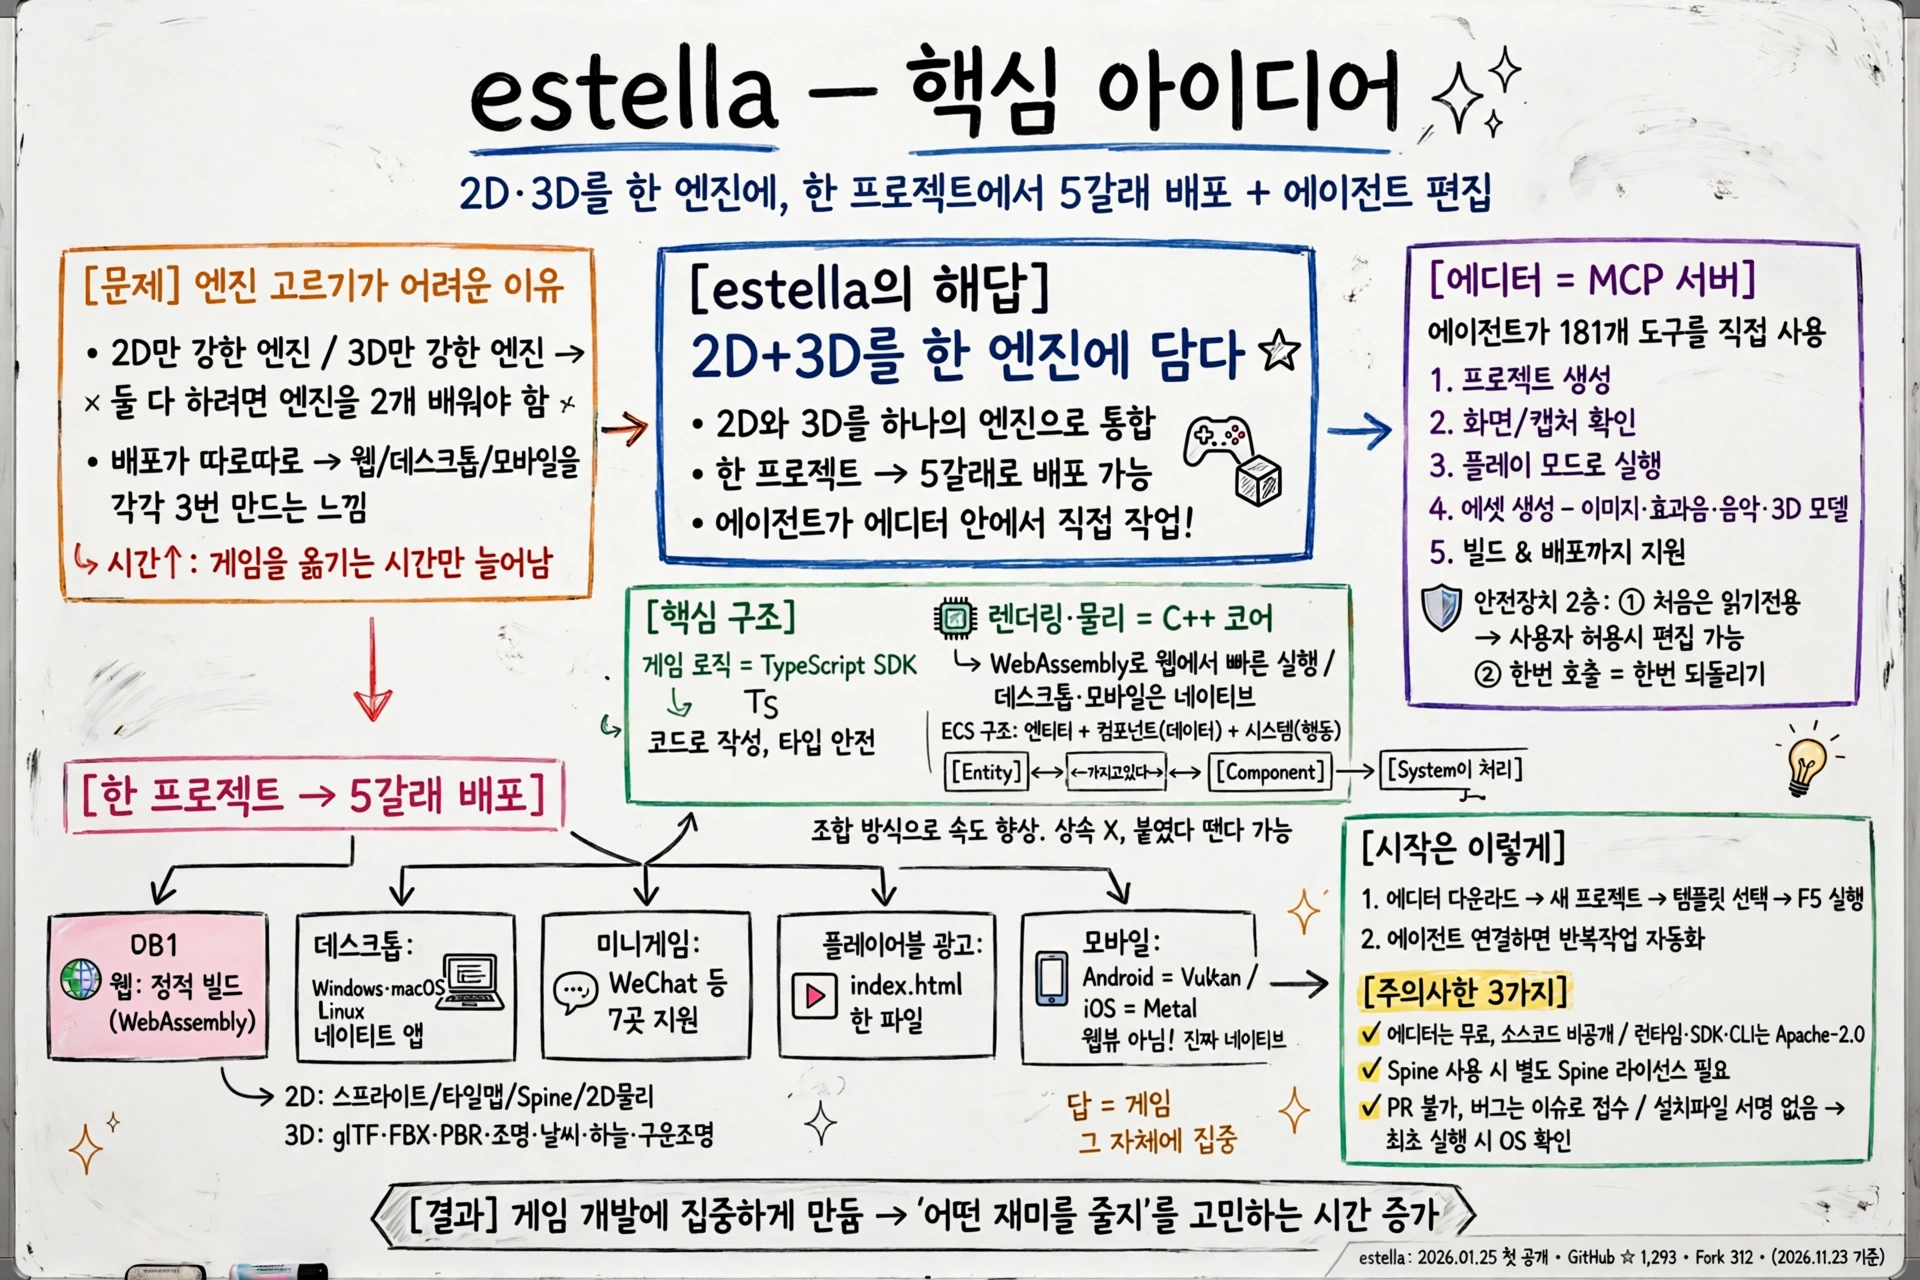 estella — 핵심 아이디어
2D·3D를 한 엔진에, 한 프로젝트에서 5갈래 배포 + 에이전트 편집
[문제] 엔진 고르기가 어려운 이유
• 2D만 강한 엔진 / 3D만 강한 엔진 →
× 둘 다 하려면 엔진을 2개 배워야 함 ×
• 배포가 따로따로 → 웹/데스크톱/모바일을
각각 3번 만드는 느낌
↳ 시간↑: 게임을 옮기는 시간만 늘어남
[estella의 해답]
2D+3D를 한 엔진에 담다
• 2D와 3D를 하나의 엔진으로 통합
• 한 프로젝트 → 5갈래로 배포 가능
• 에이전트가 에디터 안에서 직접 작업!
[에디터 = MCP 서버]
에이전트가 181개 도구를 직접 사용
1. 프로젝트 생성
2. 화면/캡처 확인
3. 플레이 모드로 실행
4. 에셋 생성 – 이미지·효과음·음악·3D 모델
5. 빌드 & 배포까지 지원
안전장치 2층: ① 처음은 읽기전용
→ 사용자 허용시 편집 가능
② 한번 호출 = 한번 되돌리기
[핵심 구조]
게임 로직 = TypeScript SDK
TS
코드로 작성, 타입 안전
렌더링·물리 = C++ 코어
↳ WebAssembly로 웹에서 빠른 실행 /
데스크톱·모바일은 네이티브
ECS 구조: 엔티티 + 컴포넌트(데이터) + 시스템(행동)
[Entity] ↔ ←가지고있다→ ↔ [Component] → [System이 처리]
조합 방식으로 속도 향상. 상속 X, 붙였다 땐다 가능
[한 프로젝트 → 5갈래 배포]
DB1
웹: 정적 빌드
(WebAssembly)
데스크톱:
Windows·macOS
Linux
네이티트 앱
미니게임:
WeChat 등
7곳 지원
플레이어블 광고:
index.html
한 파일
모바일:
Android = Vulkan /
iOS = Metal
웹뷰 아님! 진짜 네이티브
2D: 스프라이트/타일맵/Spine/2D물리
3D: glTF·FBX·PBR·조명·날씨·하늘·구운조명
답 = 게임
그 자체에 집중
[시작은 이렇게]
1. 에디터 다운라드 → 새 프로젝트 → 템플릿 선택 → F5 실행
2. 에이전트 연결하면 반복작업 자동화
[주의사한 3가지]
✓ 에디터는 무료, 소스코드 비공개 / 런타임·SDK·CLI는 Apache-2.0
✓ Spine 사용 시 별도 Spine 라이선스 필요
✓ PR 불가, 버그는 이슈로 접수 / 설치파일 서명 없음 →
최초 실행 시 OS 확인
[결과] 게임 개발에 집중하게 만듦 → '어떤 재미를 줄지'를 고민하는 시간 증가
estella: 2026.01.25 첫 공개 • GitHub ☆ 1,293 • Fork 312 • (2026.11.23 기준)